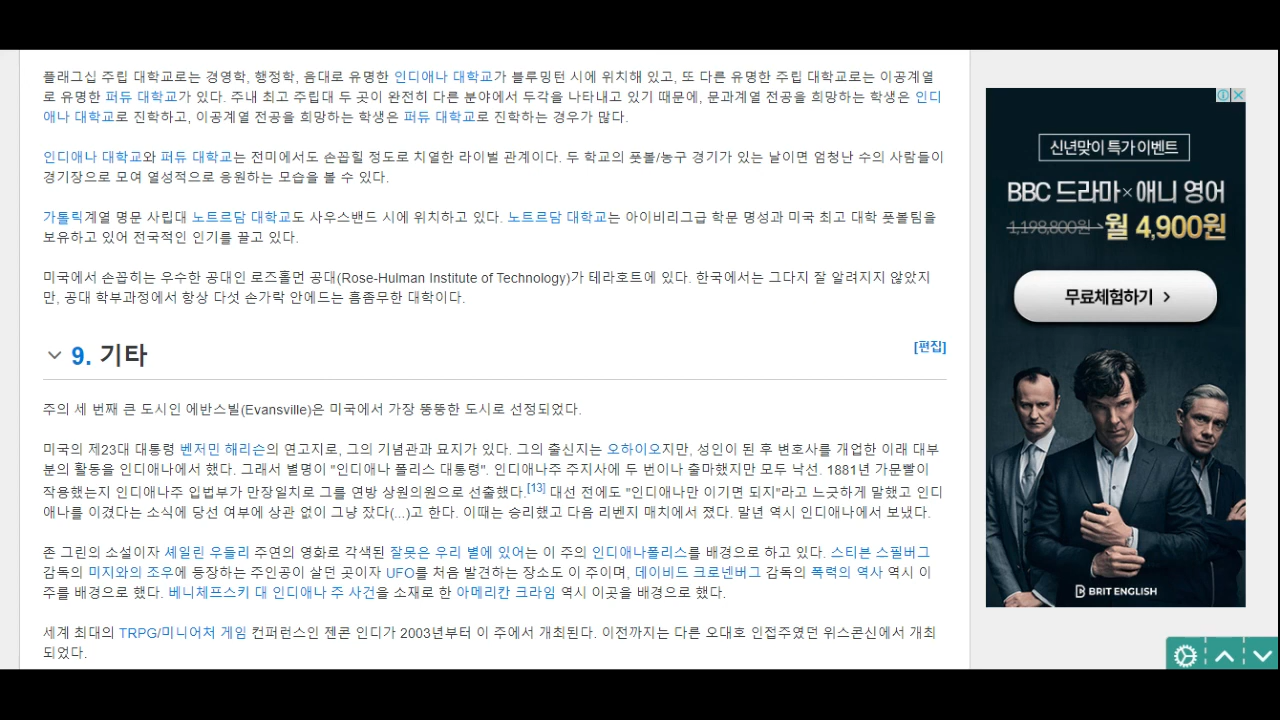 플래그십 주립 대학교로는 경영학, 행정학, 음대로 유명한 인디애나 대학교가 블루밍턴 시에 위치해 있고, 또 다른 유명한 주립 대학교로는 이공계열
로 유명한 퍼듀 대학교가 있다. 주내 최고 주립대 두 곳이 완전히 다른 분야에서 두각을 나타내고 있기 때문에, 문과계열 전공을 희망하는 학생은 인디
애나 대학교로 진학하고, 이공계열 전공을 희망하는 학생은 퍼듀 대학교로 진학하는 경우가 많다.
인디애나 대학교와 퍼듀 대학교는 전미에서도 손꼽힐 정도로 치열한 라이벌 관계이다. 두 학교의 풋볼/농구 경기가 있는 날이면 엄청난 수의 사람들이
경기장으로 모여 열성적으로 응원하는 모습을 볼 수 있다.
가톨릭계열 명문 사립대 노트르담 대학교도 사우스밴드 시에 위치하고 있다. 노트르담 대학교는 아이비리그급 학문 명성과 미국 최고 대학 풋볼팀을
보유하고 있어 전국적인 인기를 끌고 있다.
미국에서 손꼽히는 우수한 공대인 로즈홀먼 공대(Rose-Hulman Institute of Technology)가 테라호트에 있다. 한국에서는 그다지 잘 알려지지 않았지
만, 공대 학부과정에서 항상 다섯 손가락 안에드는 흠좀무한 대학이다.
9. 기타
[편집]
주의 세 번째 큰 도시인 에반스빌(Evansville)은 미국에서 가장 뚱뚱한 도시로 선정되었다.
미국의 제23대 대통령 벤저민 해리슨의 연고지로, 그의 기념관과 묘지가 있다. 그의 출신지는 오하이오지만, 성인이 된 후 변호사를 개업한 이래 대부
분의 활동을 인디애나에서 했다. 그래서 별명이 "인디애나 폴리스 대통령". 인디애나주 주지사에 두 번이나 출마했지만 모두 낙선. 1881년 가문빨이
작용했는지 인디애나주 입법부가 만장일치로 그를 연방 상원의원으로 선출했다.[13] 대선 전에도 "인디애나만 이기면 되지"라고 느긋하게 말했고 인디
애나를 이겼다는 소식에 당선 여부에 상관 없이 그냥 잤다(...)고 한다. 이때는 승리했고 다음 리벤지 매치에서 졌다. 말년 역시 인디애나에서 보냈다.
존 그린의 소설이자 셰일린 우들리 주연의 영화로 각색된 잘못은 우리 별에 있어는 이 주의 인디애나폴리스를 배경으로 하고 있다. 스티븐 스필버그
감독의 미지와의 조우에 등장하는 주인공이 살던 곳이자 UFO를 처음 발견하는 장소도 이 주이며, 데이비드 크로넨버그 감독의 폭력의 역사 역시 이
주를 배경으로 했다. 베니체프스키 대 인디애나 주 사건을 소재로 한 아메리칸 크라임 역시 이곳을 배경으로 했다.
세계 최대의 TRPG/미니어처 게임 컨퍼런스인 젠콘 인디가 2003년부터 이 주에서 개최된다. 이전까지는 다른 오대호 인접주였던 위스콘신에서 개최
되었다.
신년맞이 특가 이벤트
BBC 드라마×애니 영어
1,198,800원→월 4,900원
무료체험하기 >
BRIT ENGLISH